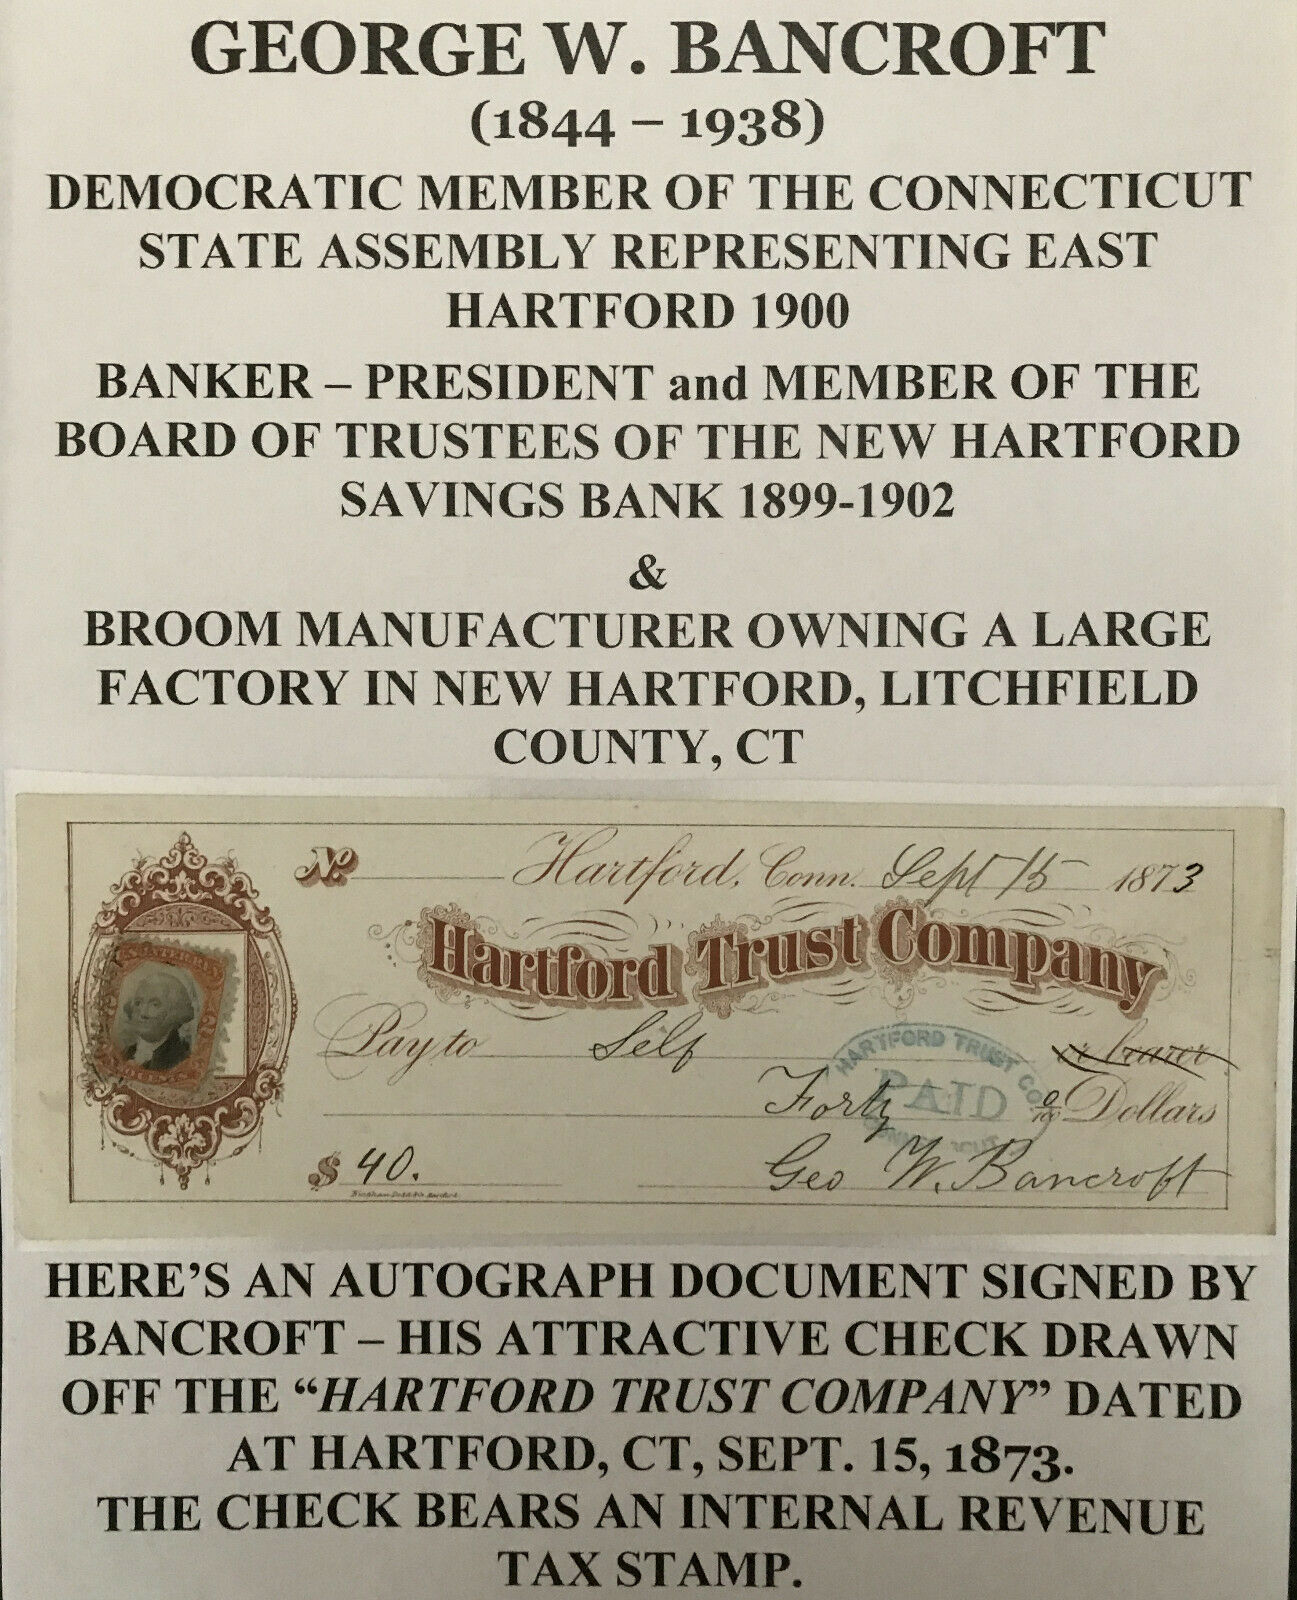 GEORGE W. BANCROFT
(1844 – 1938)
DEMOCRATIC MEMBER OF THE CONNECTICUT
STATE ASSEMBLY REPRESENTING EAST
HARTFORD 1900
BANKER – PRESIDENT and MEMBER OF THE
BOARD OF TRUSTEES OF THE NEW HARTFORD
SAVINGS BANK 1899-1902
&
BROOM MANUFACTURER OWNING A LARGE
FACTORY IN NEW HARTFORD, LITCHFIELD
COUNTY, CT
No Hartford, Conn. Sept 15 1873
Hartford Trust Company
Pay to Self or bearer
HARTFORD TRUST CO.
PAID
Forty Dollars
$ 40.
Geo W. Bancroft
HERE'S AN AUTOGRAPH DOCUMENT SIGNED BY
BANCROFT – HIS ATTRACTIVE CHECK DRAWN
OFF THE “HARTFORD TRUST COMPANY” DATED
AT HARTFORD, CT, SEPT. 15, 1873.
THE CHECK BEARS AN INTERNAL REVENUE
TAX STAMP.